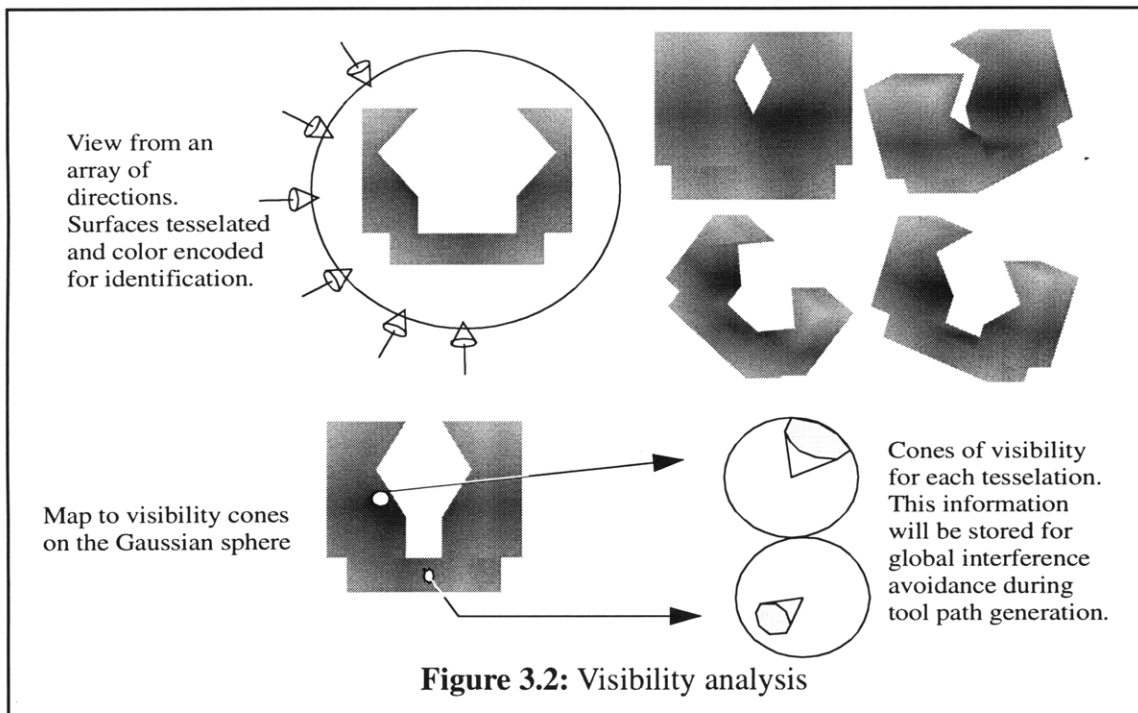 View from an
array of
directions.
Surfaces tesselated
and color encoded
for identification.
Map to visibility cones
on the Gaussian sphere
Cones of visibility
for each tesselation.
This information
will be stored for
global interference
avoidance during
tool path generation.
Figure 3.2: Visibility analysis